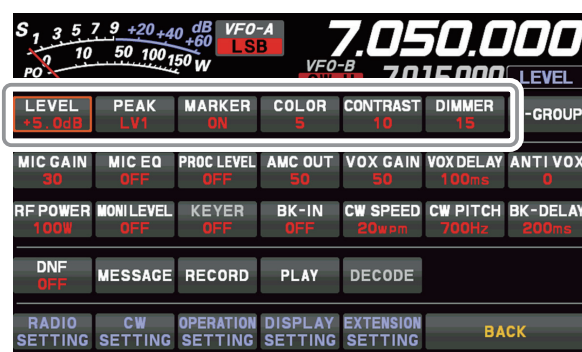 S 1 3 5 7 9 +20 +40 +60 dB VFO-A LSB 7.050.000
PO 0 10 50 100 150 W VFO-B LEVEL
LEVEL PEAK MARKER COLOR CONTRAST DIMMER -GROUP
+5.0dB LV1 ON 5 10 15
MIC GAIN MIC EQ PROC LEVEL AMC OUT VOX GAIN VOX DELAY ANTI VOX
30 OFF OFF 50 50 100ms 0
RF POWER MONI LEVEL KEYER BK-IN CW SPEED CW PITCH BK-DELAY
100W OFF OFF OFF 20wpm 700Hz 200ms
DNF MESSAGE RECORD PLAY DECODE
OFF
RADIO CW OPERATION DISPLAY EXTENSION BACK
SETTING SETTING SETTING SETTING SETTING